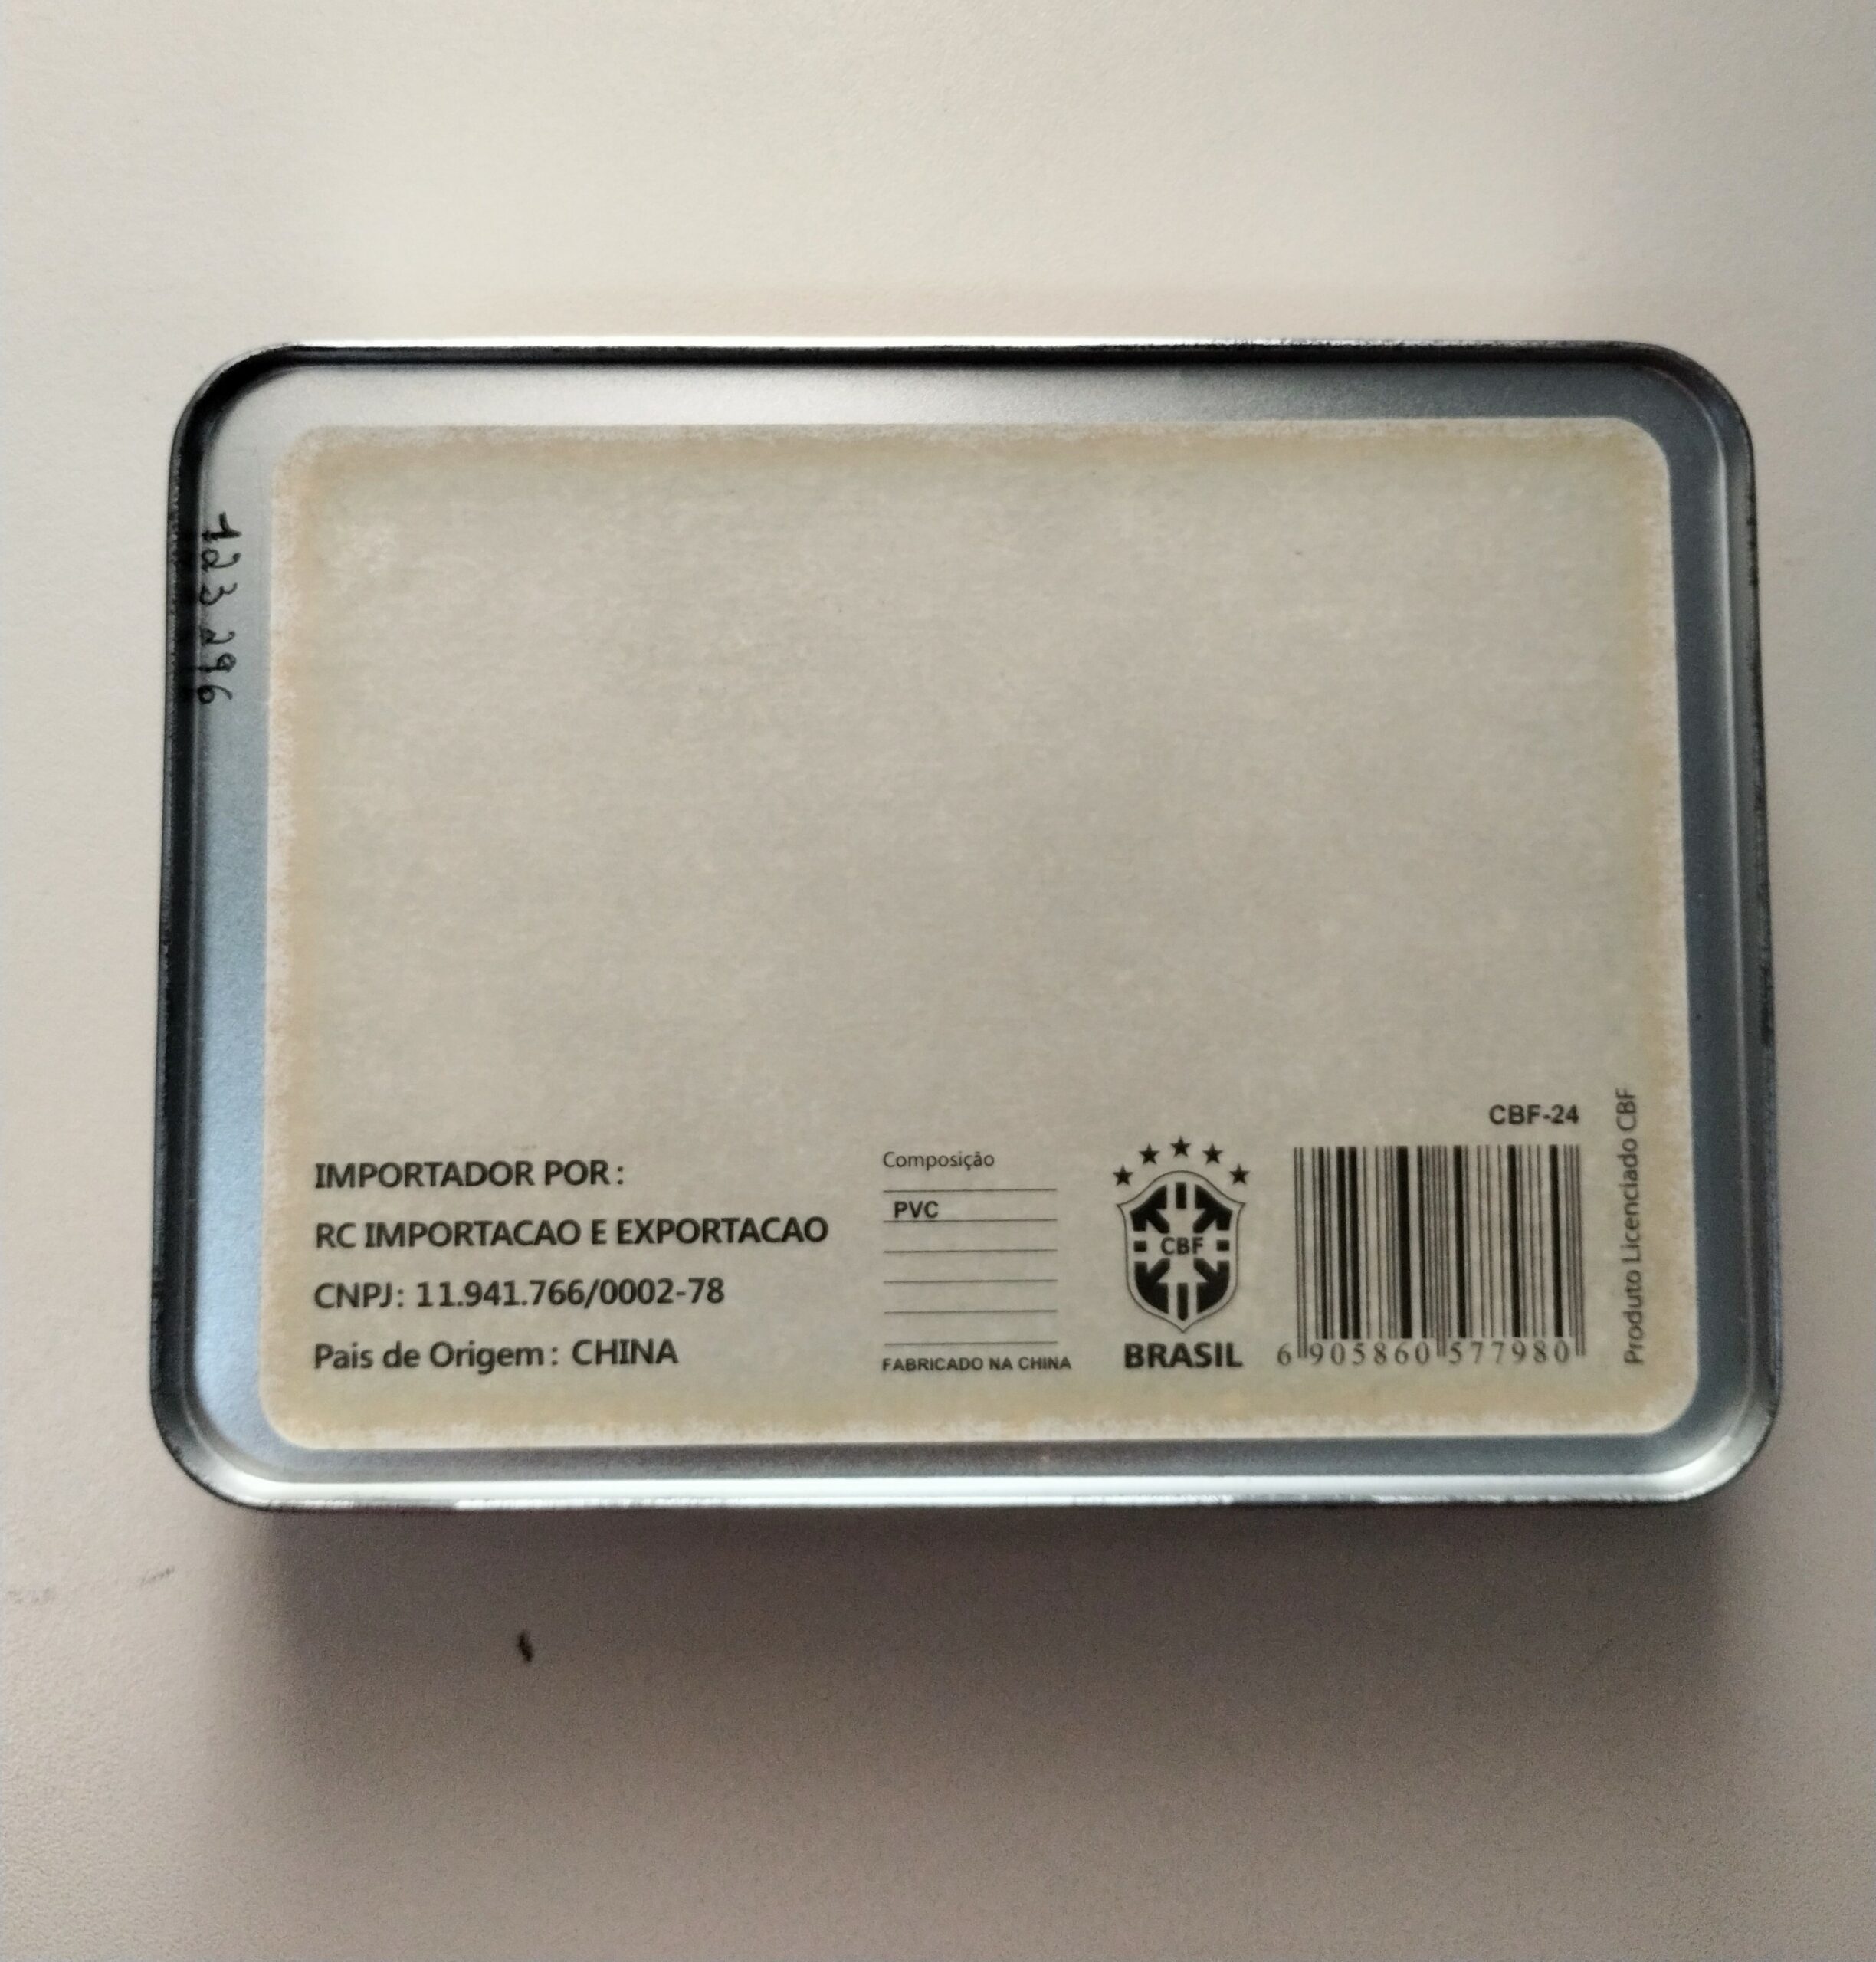 123 296
IMPORTADOR POR :
RC IMPORTACAO E EXPORTACAO
CNPJ: 11.941.766/0002-78
Pais de Origem : CHINA
Composição
PVC
FABRICADO NA CHINA
CBF
BRASIL
CBF-24
6 905860 577980
Produto Licenciado CBF